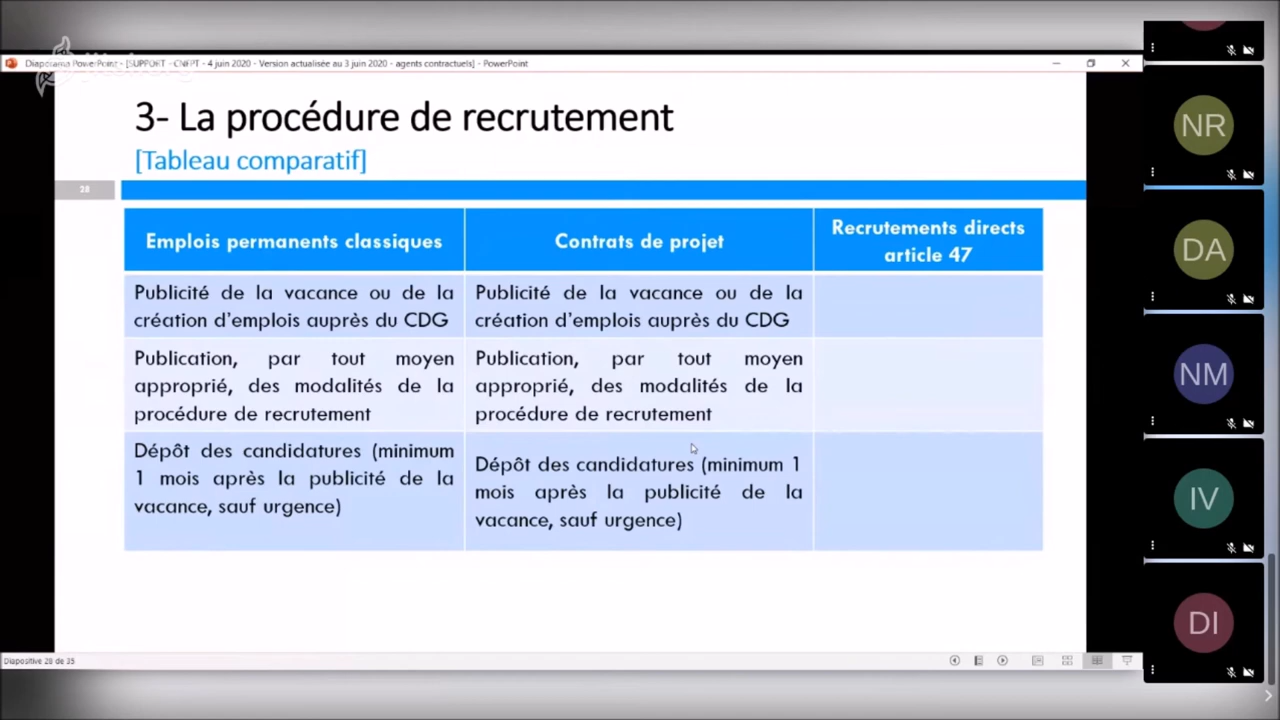 Diaporama PowerPoint - [SUPPORT - CNFPT - 4 juin 2020 - Version actualisée au 3 juin 2020 - agents contractuels] - PowerPoint
3- La procédure de recrutement
[Tableau comparatif]
28
Emplois permanents classiques
Contrats de projet
Recrutements directs
article 47
Publicité de la vacance ou de la
création d'emplois auprès du CDG
Publicité de la vacance ou de la
création d'emplois auprès du CDG
Publication, par tout moyen
approprié, des modalités de la
procédure de recrutement
Publication, par tout moyen
approprié, des modalités de la
procédure de recrutement
Dépôt des candidatures (minimum
1 mois après la publicité de la
vacance, sauf urgence)
Dépôt des candidatures (minimum 1
mois après la publicité de la
vacance, sauf urgence)
Diapositive 28 de 35
NR
DA
NM
IV
DI